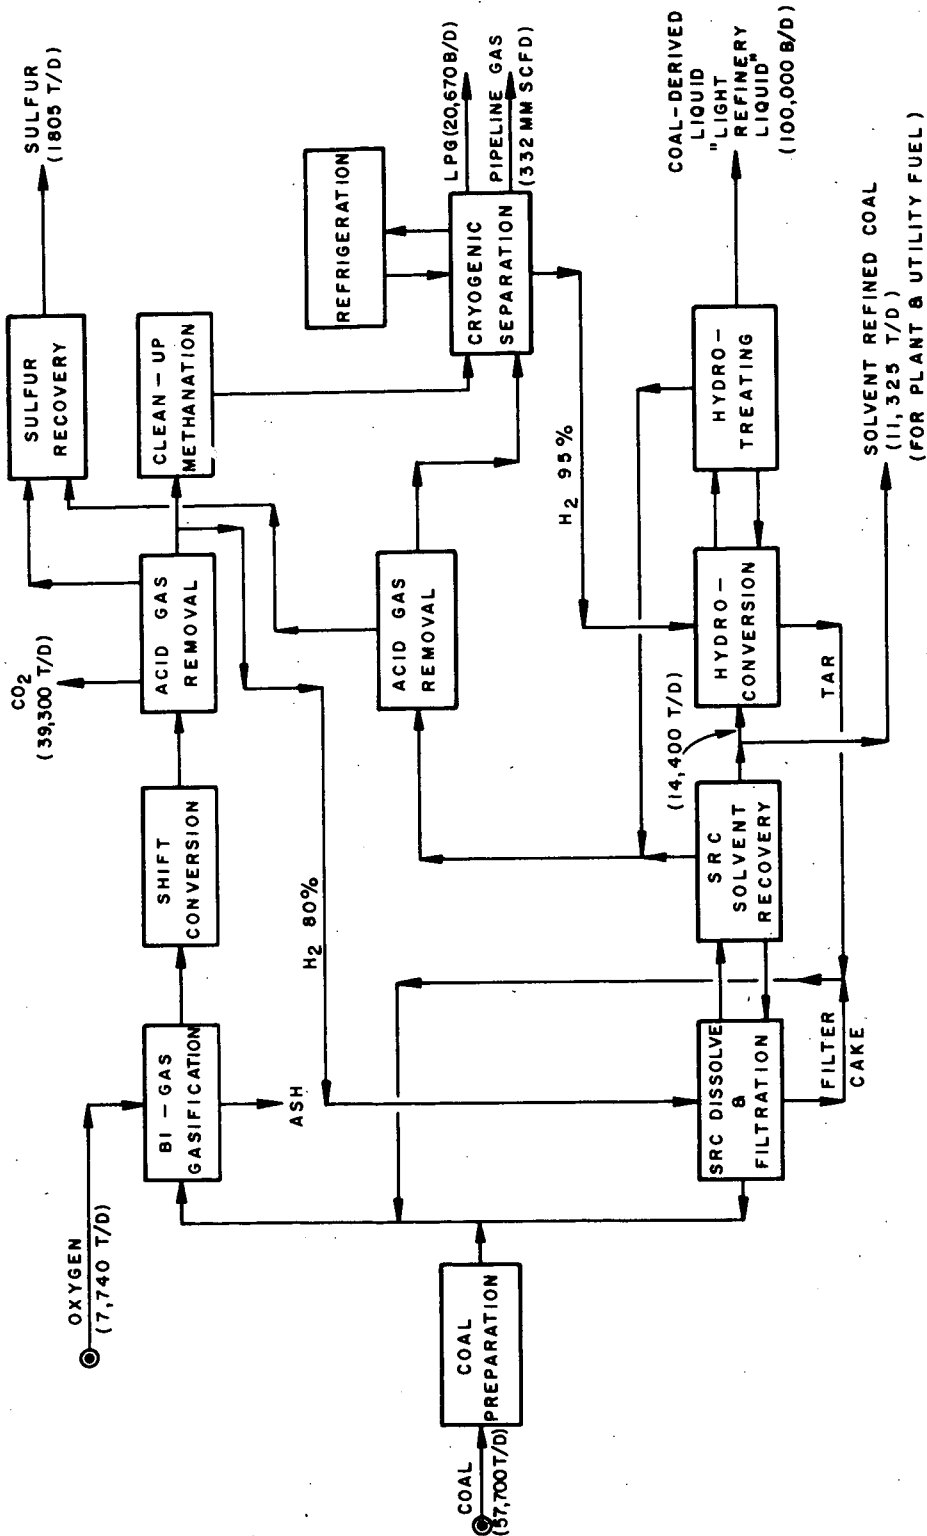 OXYGEN
(7,740 T/D)
COAL
(57,700 T/D)
COAL
PREPARATION
BI-GAS
GASIFICATION
ASH
SHIFT
CONVERSION
CO2
(39,300 T/D)
ACID GAS
REMOVAL
CLEAN-UP
METHANATION
SULFUR
RECOVERY
SULFUR
(1805 T/D)
H2 80%
ACID GAS
REMOVAL
REFRIGERATION
CRYOGENIC
SEPARATION
LPG(20,670 B/D)
PIPELINE GAS
(332 MM SCFD)
H2 95%
SRC DISSOLVE
&
FILTRATION
FILTER
CAKE
SRC
SOLVENT
RECOVERY
(14,400 T/D)
HYDRO-
CONVERSION
TAR
HYDRO-
TREATING
COAL-DERIVED
LIQUID
"LIGHT
REFINERY
LIQUID"
(100,000 B/D)
SOLVENT REFINED COAL
(11,325 T/D)
(FOR PLANT & UTILITY FUEL)